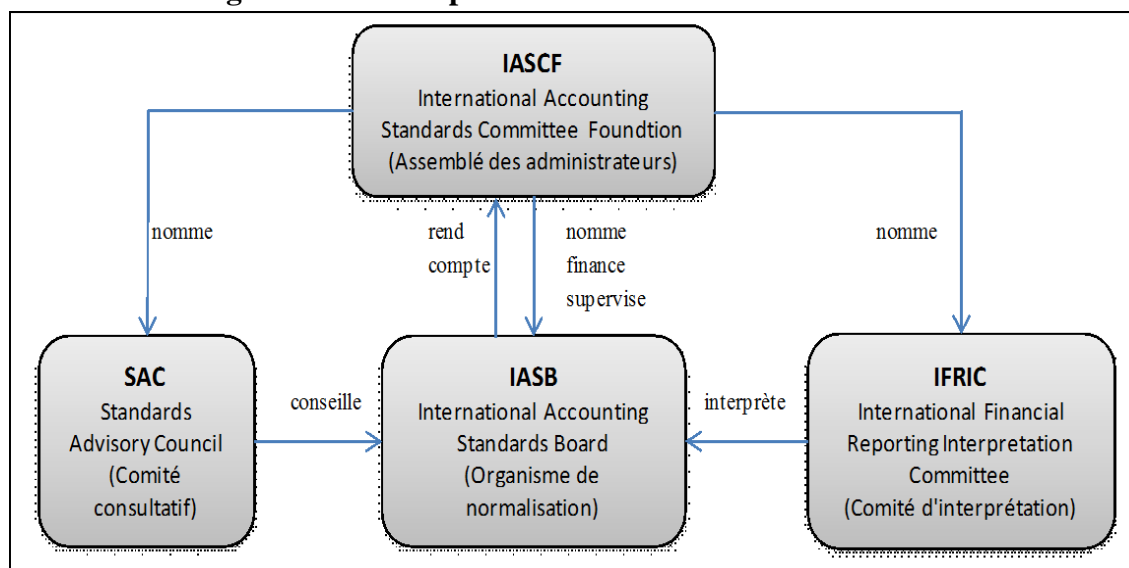 IASCF
International Accounting
Standards Committee Foundtion
(Assemblé des administrateurs)
nomme
rend
compte
nomme
finance
supervise
nomme
SAC
Standards
Advisory Council
(Comité
consultatif)
conseille
IASB
International Accounting
Standards Board
(Organisme de
normalisation)
interprète
IFRIC
International Financial
Reporting Interpretation
Committee
(Comité d'interprétation)